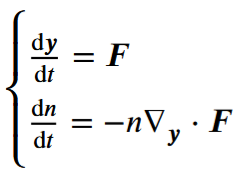 dy/dt = F
dn/dt = −n∇_y · F